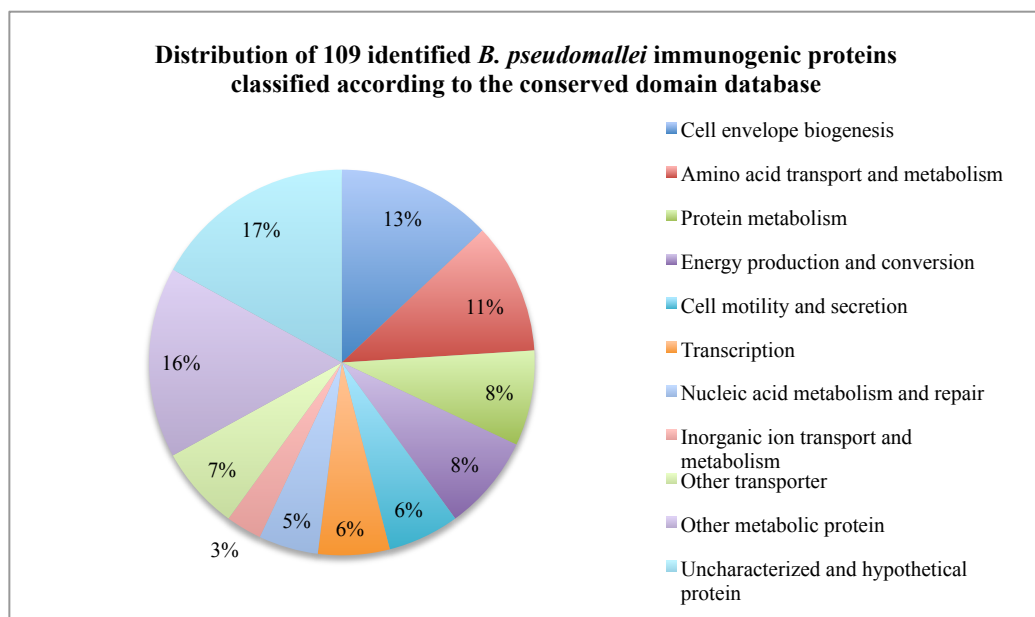 Distribution of 109 identified B. pseudomallei immunogenic proteins
classified according to the conserved domain database
Cell envelope biogenesis
Amino acid transport and metabolism
Protein metabolism
Energy production and conversion
Cell motility and secretion
Transcription
Nucleic acid metabolism and repair
Inorganic ion transport and
metabolism
Other transporter
Other metabolic protein
Uncharacterized and hypothetical
protein
13%
11%
8%
8%
6%
6%
5%
3%
7%
16%
17%